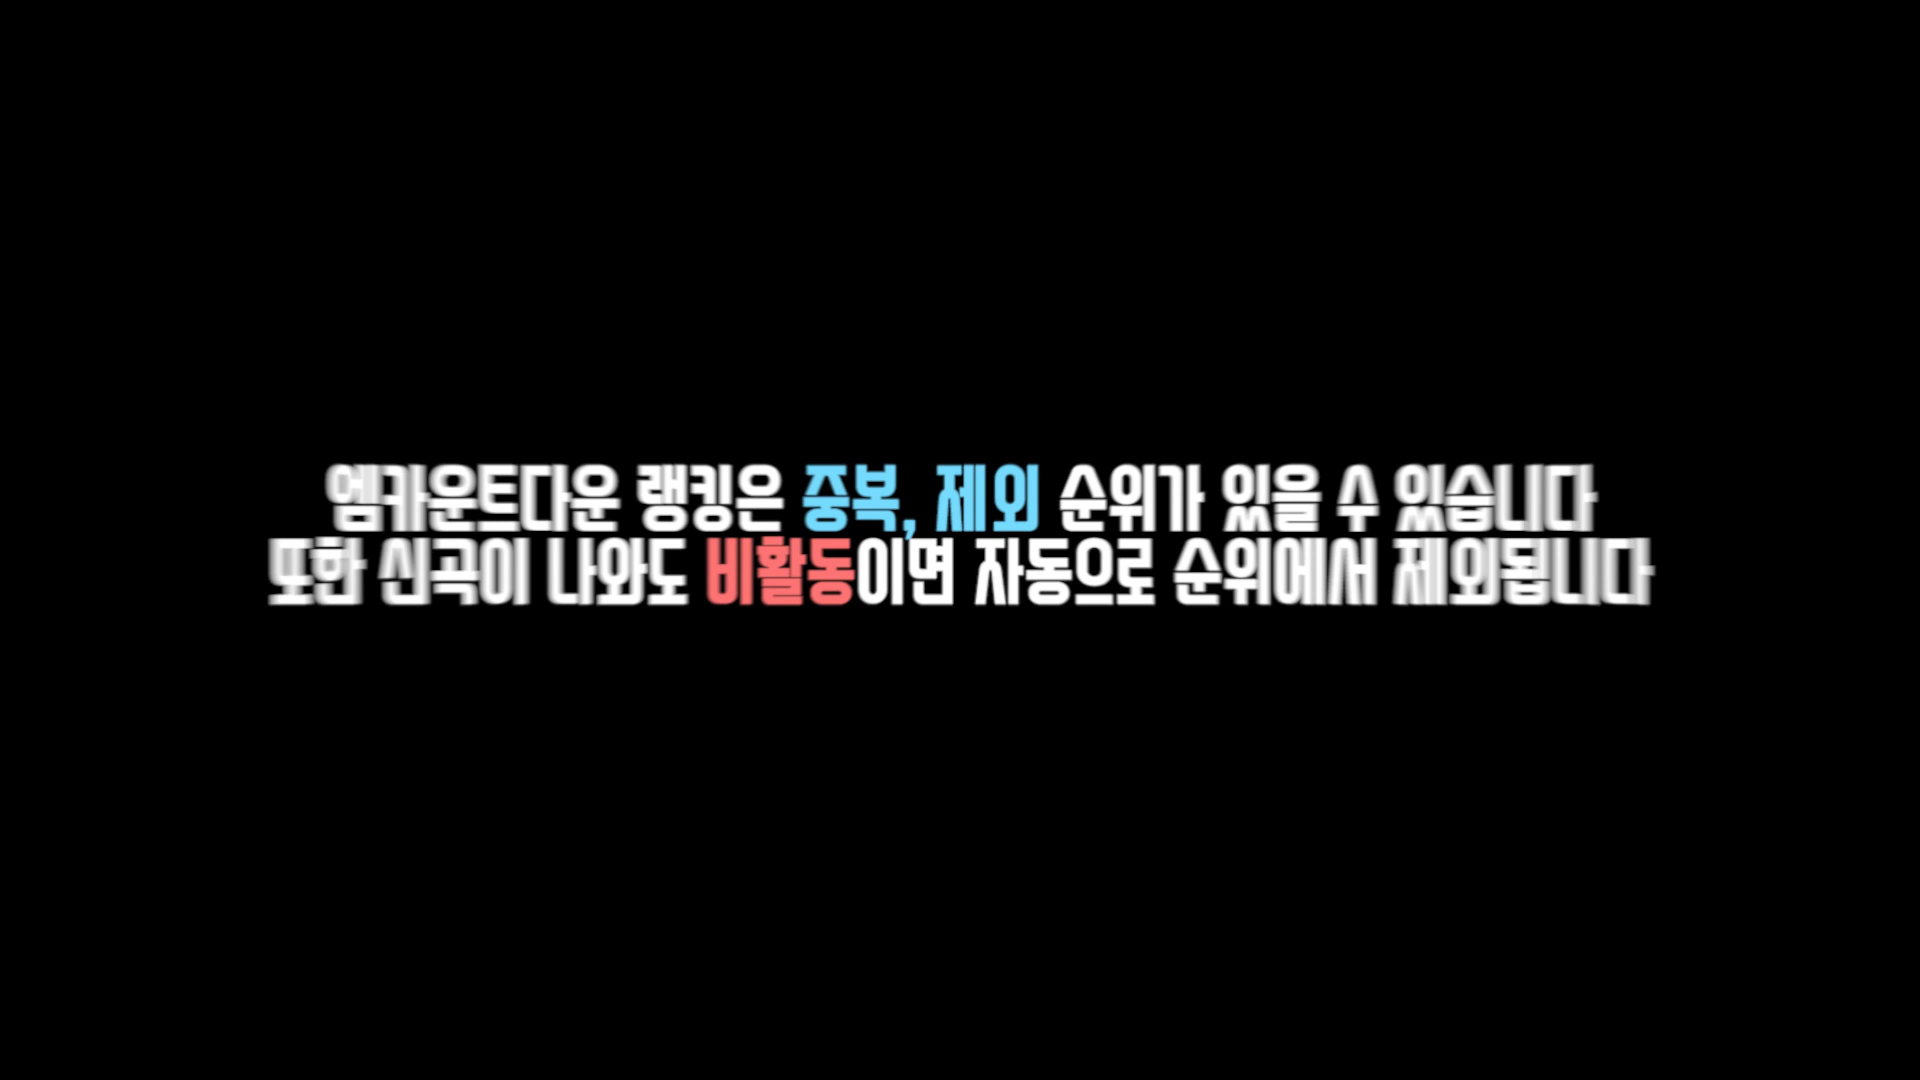 엠카운트다운 랭킹은 중복, 제외 순위가 있을 수 있습니다
또한 신곡이 나와도 비활동이면 자동으로 순위에서 제외됩니다